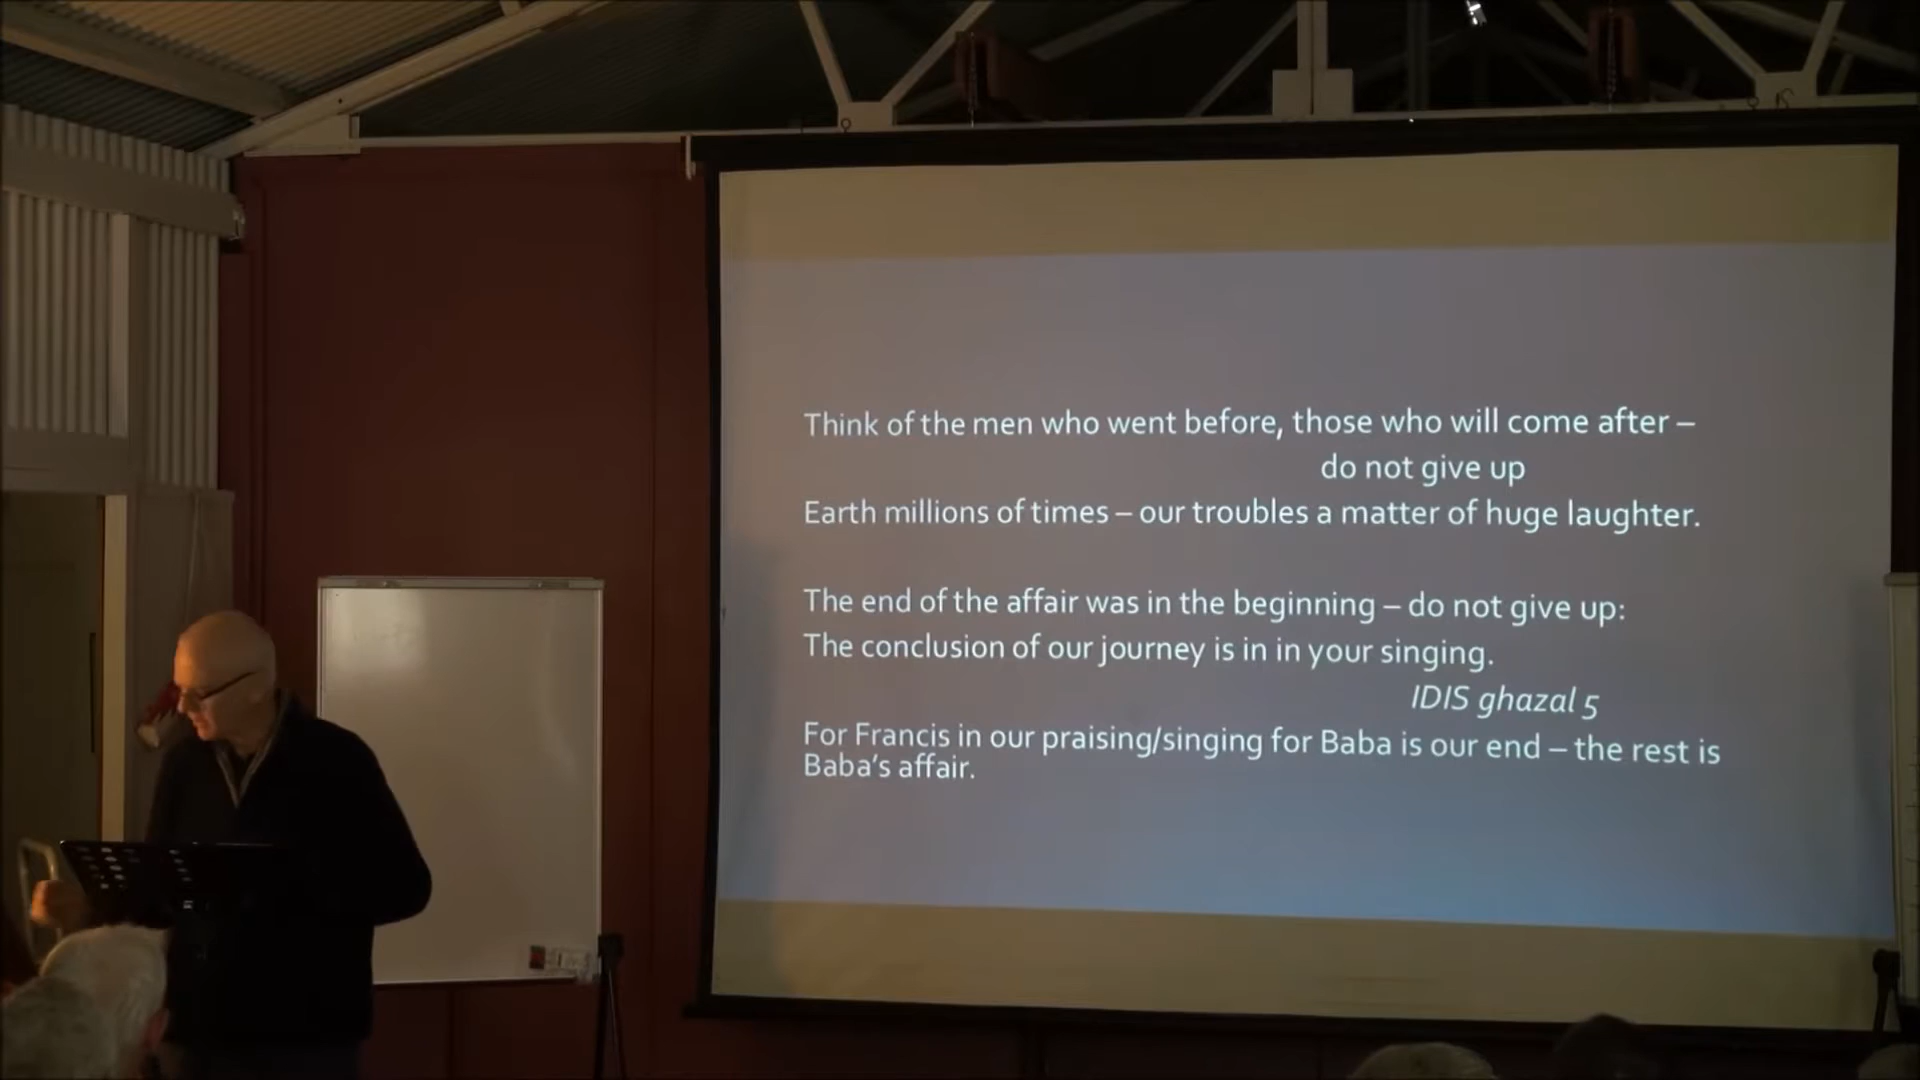 Think of the men who went before, those who will come after –
do not give up
Earth millions of times – our troubles a matter of huge laughter.
The end of the affair was in the beginning – do not give up:
The conclusion of our journey is in in your singing.
IDIS ghazal 5
For Francis in our praising/singing for Baba is our end – the rest is
Baba's affair.